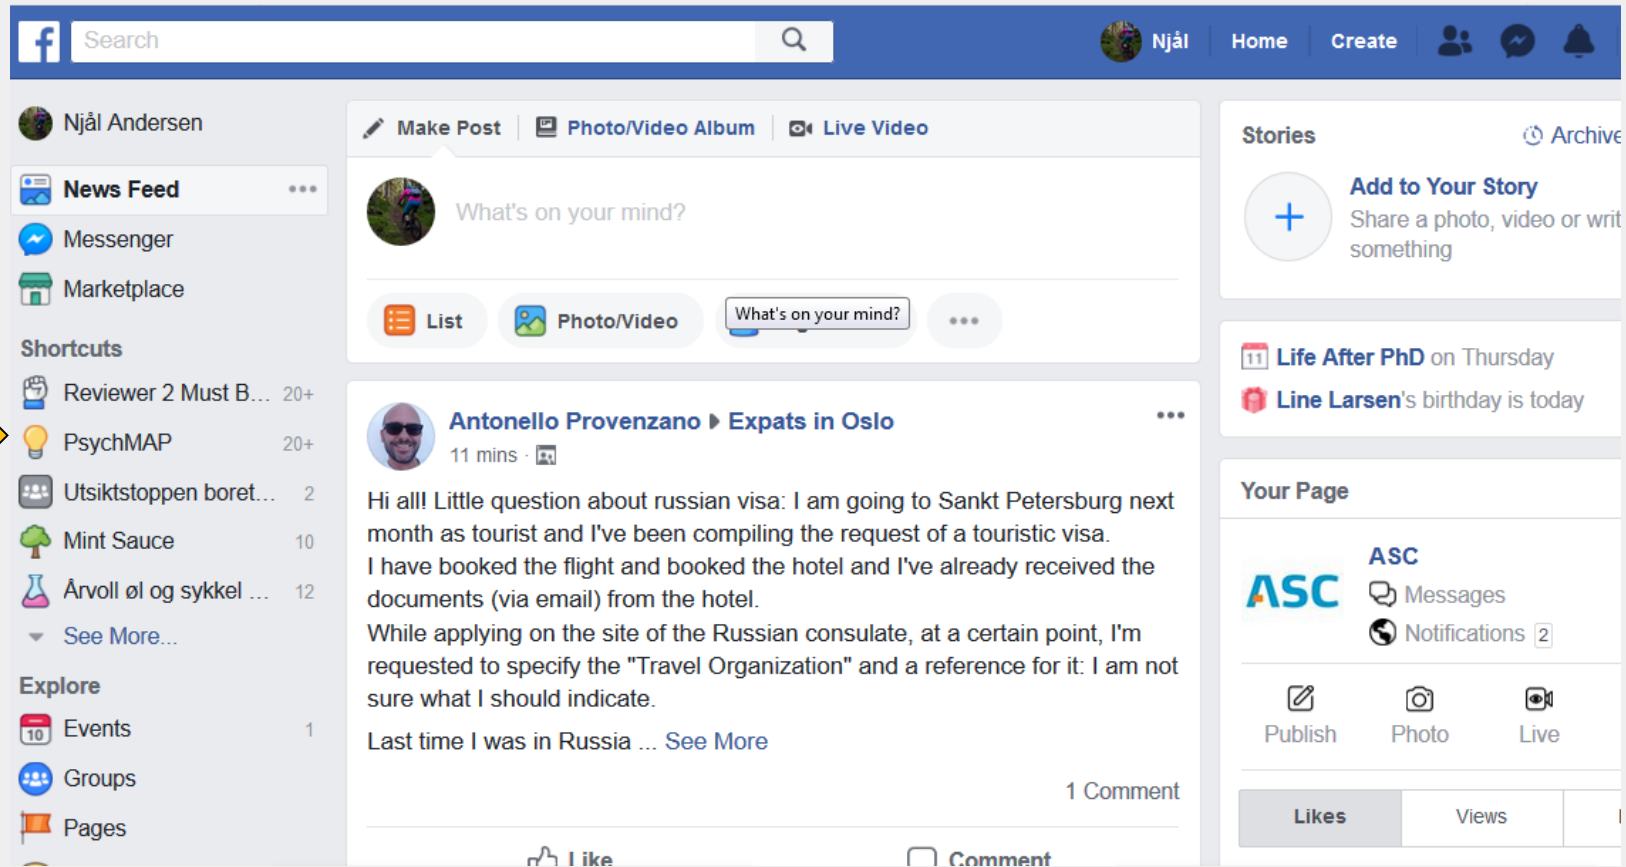 f
Search
Njål
Home
Create
Njål Andersen
News Feed
Messenger
Marketplace
Shortcuts
Reviewer 2 Must B... 20+
PsychMAP 20+
Utsiktstoppen boret... 2
Mint Sauce 10
Årvoll øl og sykkel ... 12
See More...
Explore
10 Events 1
Groups
Pages
Make Post
Photo/Video Album
Live Video
What's on your mind?
List
Photo/Video
What's on your mind?
Antonello Provenzano Expats in Oslo
11 mins ·
Hi all! Little question about russian visa: I am going to Sankt Petersburg next
month as tourist and I've been compiling the request of a touristic visa.
I have booked the flight and booked the hotel and I've already received the
documents (via email) from the hotel.
While applying on the site of the Russian consulate, at a certain point, I'm
requested to specify the "Travel Organization" and a reference for it: I am not
sure what I should indicate.
Last time I was in Russia ... See More
1 Comment
Like
Comment
Stories
Archive
Add to Your Story
Share a photo, video or writ
something
11 Life After PhD on Thursday
Line Larsen's birthday is today
Your Page
ASC
ASC
Messages
Notifications 2
Publish
Photo
Live
Likes
Views